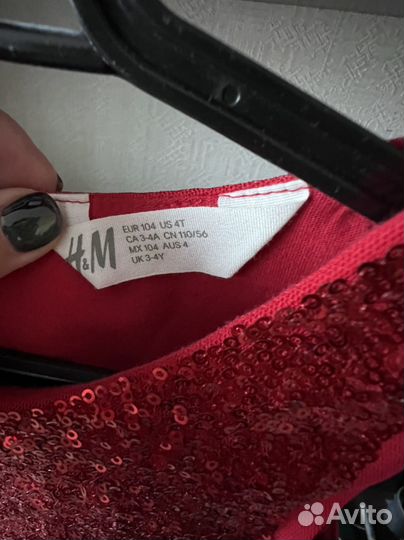 H&M
EUR 104 US 4T
CA 3-4A CN 110/56
MX 104 AUS 4
UK 3-4Y
Avito